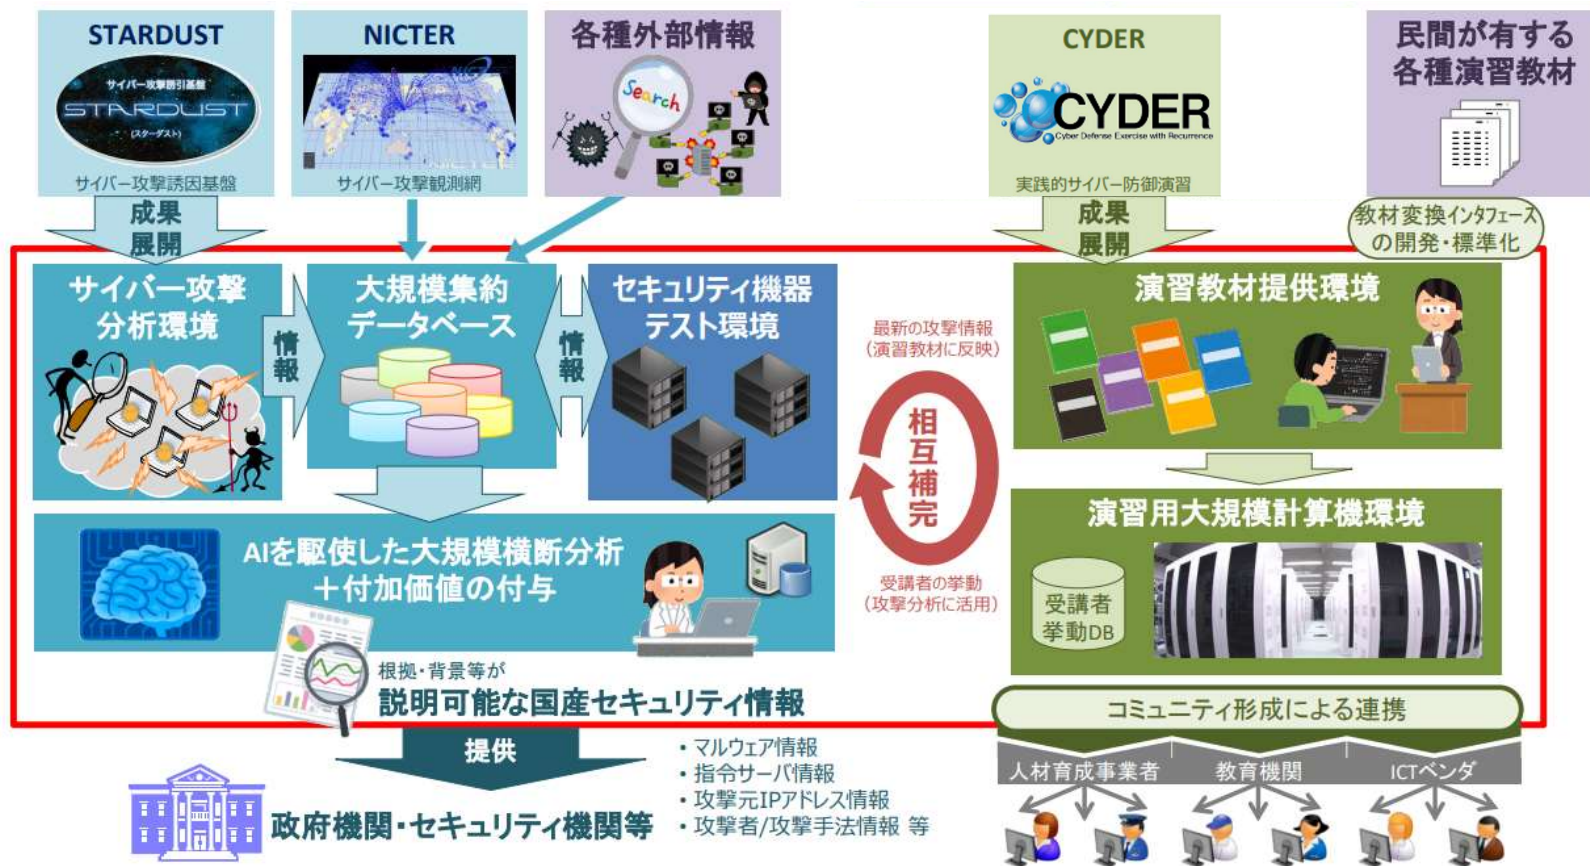 STARDUST
サイバー攻撃誘引基盤
STARDUST
(スターダスト)
サイバー攻撃誘因基盤
NICTER
NICT
サイバー攻撃観測網
各種外部情報
Search
CYDER
CYDER
Cyber Defense Exercise with Recurrence
実践的サイバー防御演習
民間が有する
各種演習教材
成果
展開
成果
展開
教材変換インタフェース
の開発・標準化
サイバー攻撃
分析環境
情報
大規模集約
データベース
情報
セキュリティ機器
テスト環境
最新の攻撃情報
(演習教材に反映)
相互補完
受講者の挙動
(攻撃分析に活用)
演習教材提供環境
演習用大規模計算機環境
受講者
挙動DB
AIを駆使した大規模横断分析
＋付加価値の付与
根拠・背景等が
説明可能な国産セキュリティ情報
コミュニティ形成による連携
提供
・マルウェア情報
・指令サーバ情報
・攻撃元IPアドレス情報
・攻撃者/攻撃手法情報 等
政府機関・セキュリティ機関等
人材育成事業者
教育機関
ICTベンダ